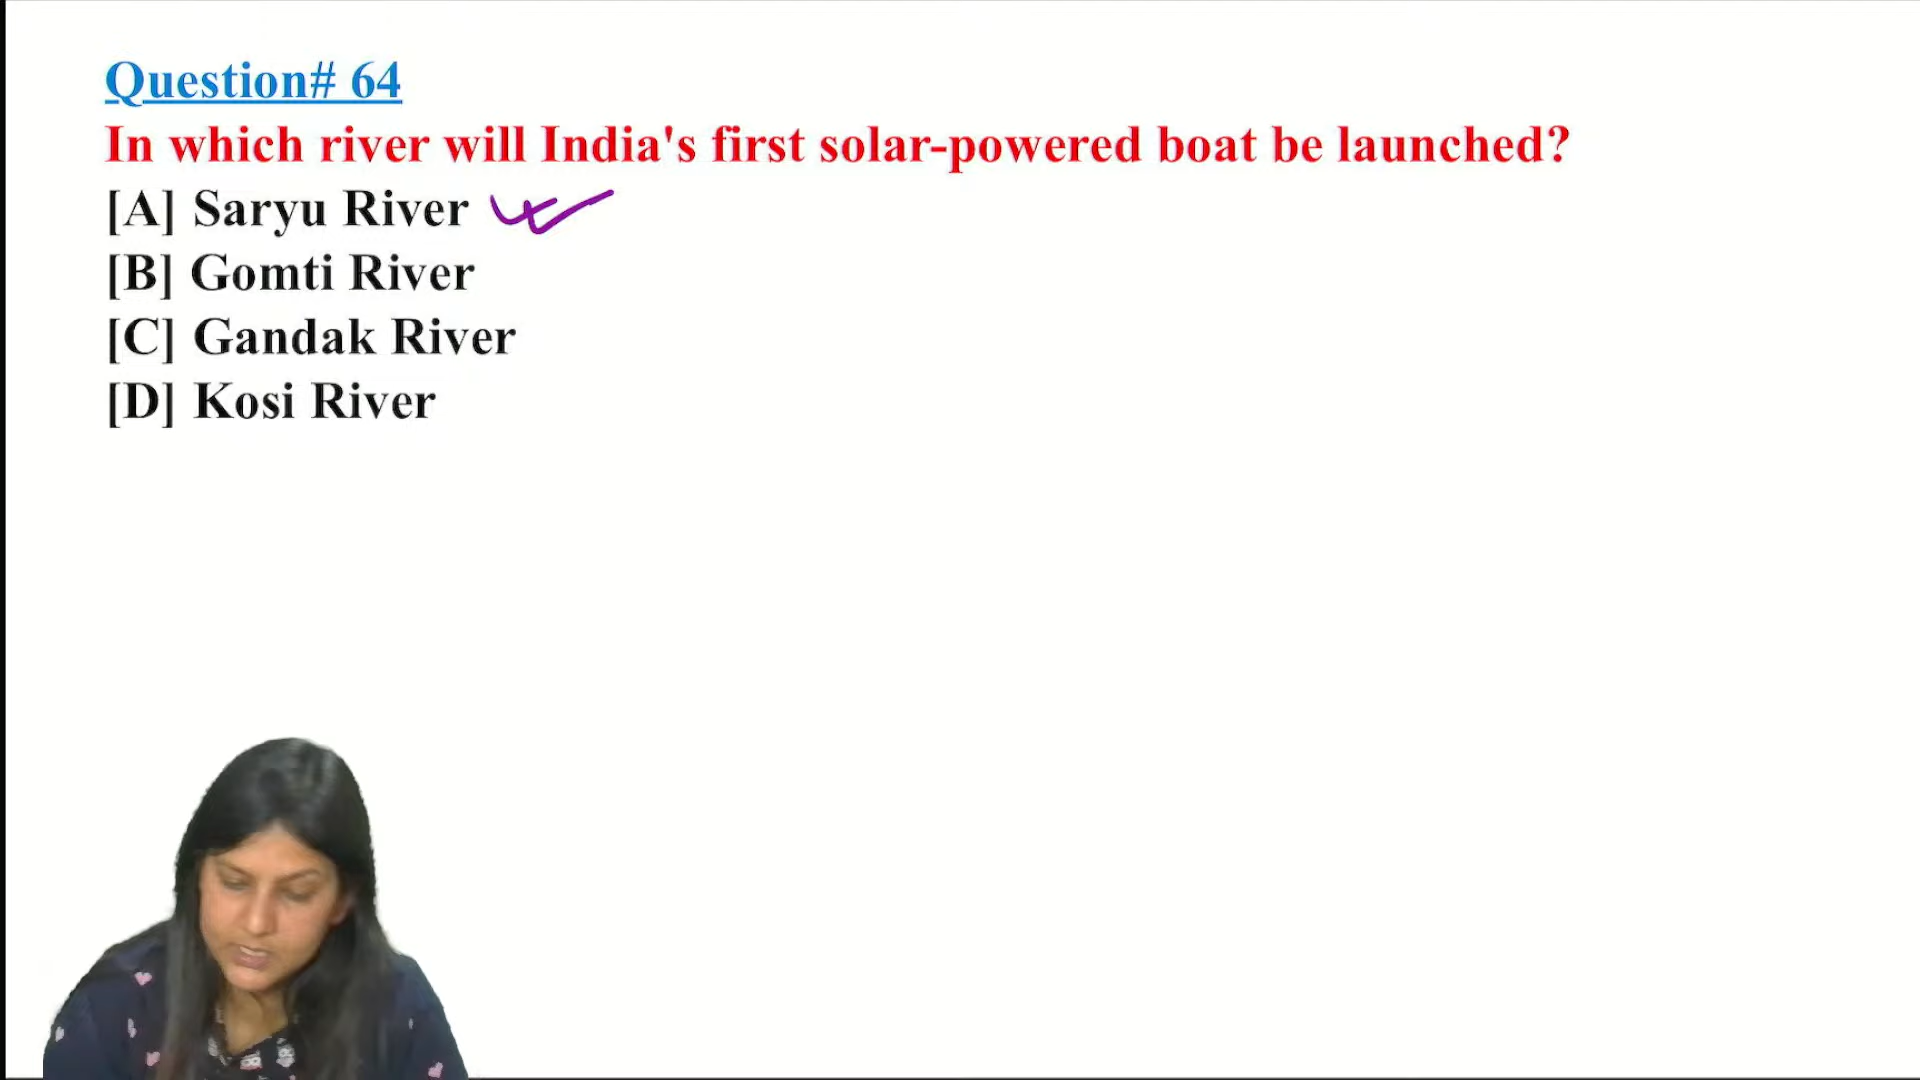 Question# 64
In which river will India's first solar-powered boat be launched?
[A] Saryu River
[B] Gomti River
[C] Gandak River
[D] Kosi River